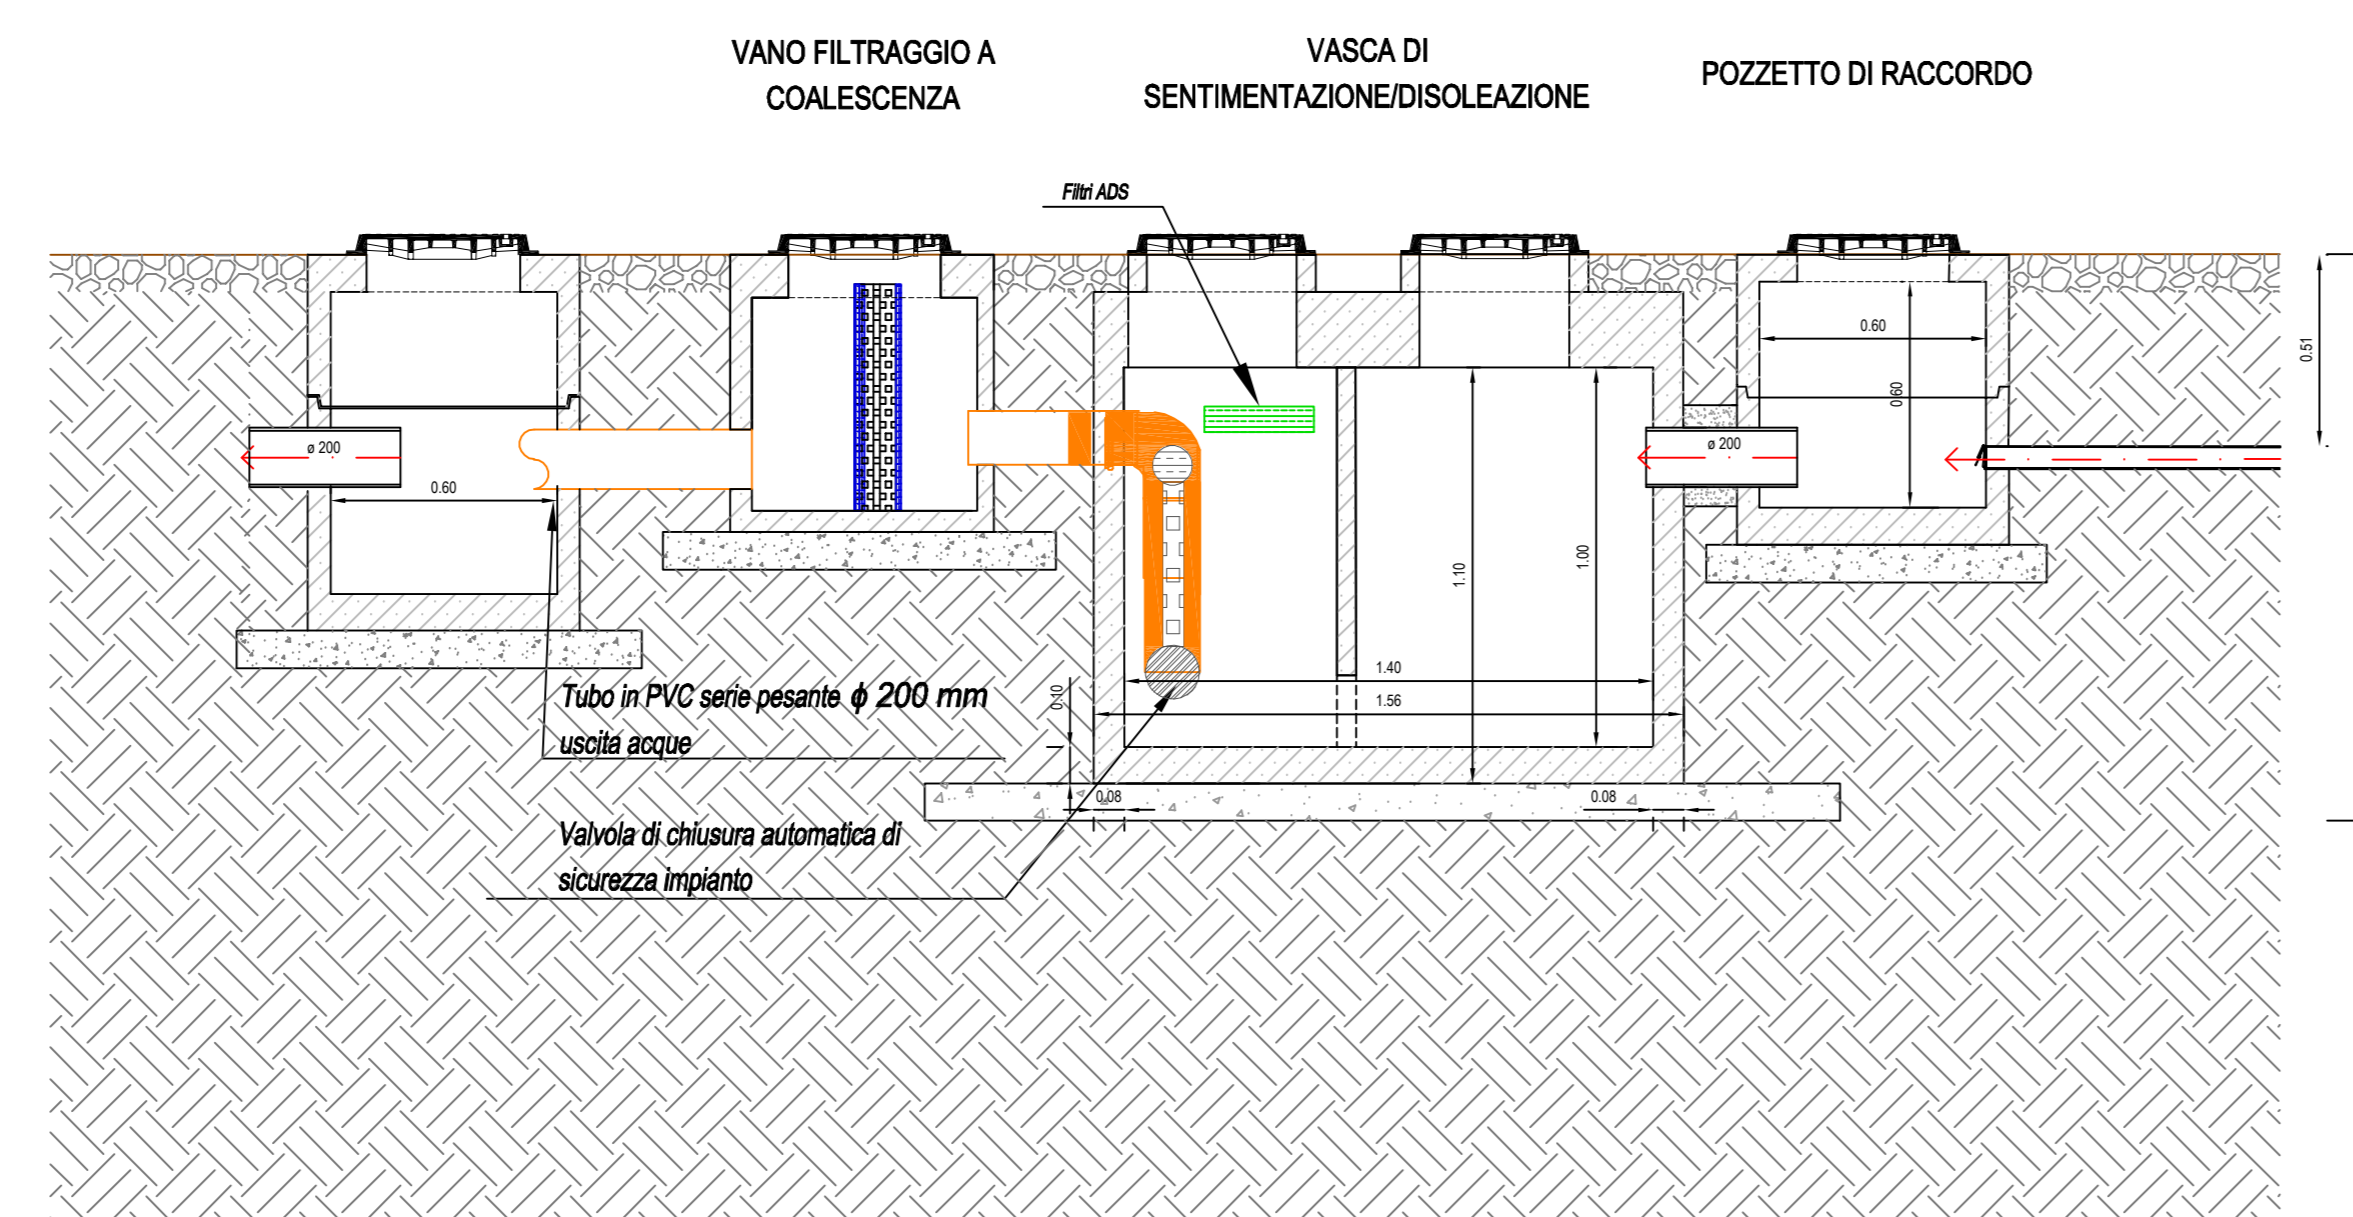 VANO FILTRAGGIO A
COALESCENZA
VASCA DI
SENTIMENTAZIONE/DISOLEAZIONE
POZZETTO DI RACCORDO
Filtri ADS
0.60
0.51
0.60
ø 200
ø 200
0.60
1.10
1.00
1.40
1.56
0.10
0.08
0.08
Tubo in PVC serie pesante ϕ 200 mm
uscita acque
Valvola di chiusura automatica di
sicurezza impianto